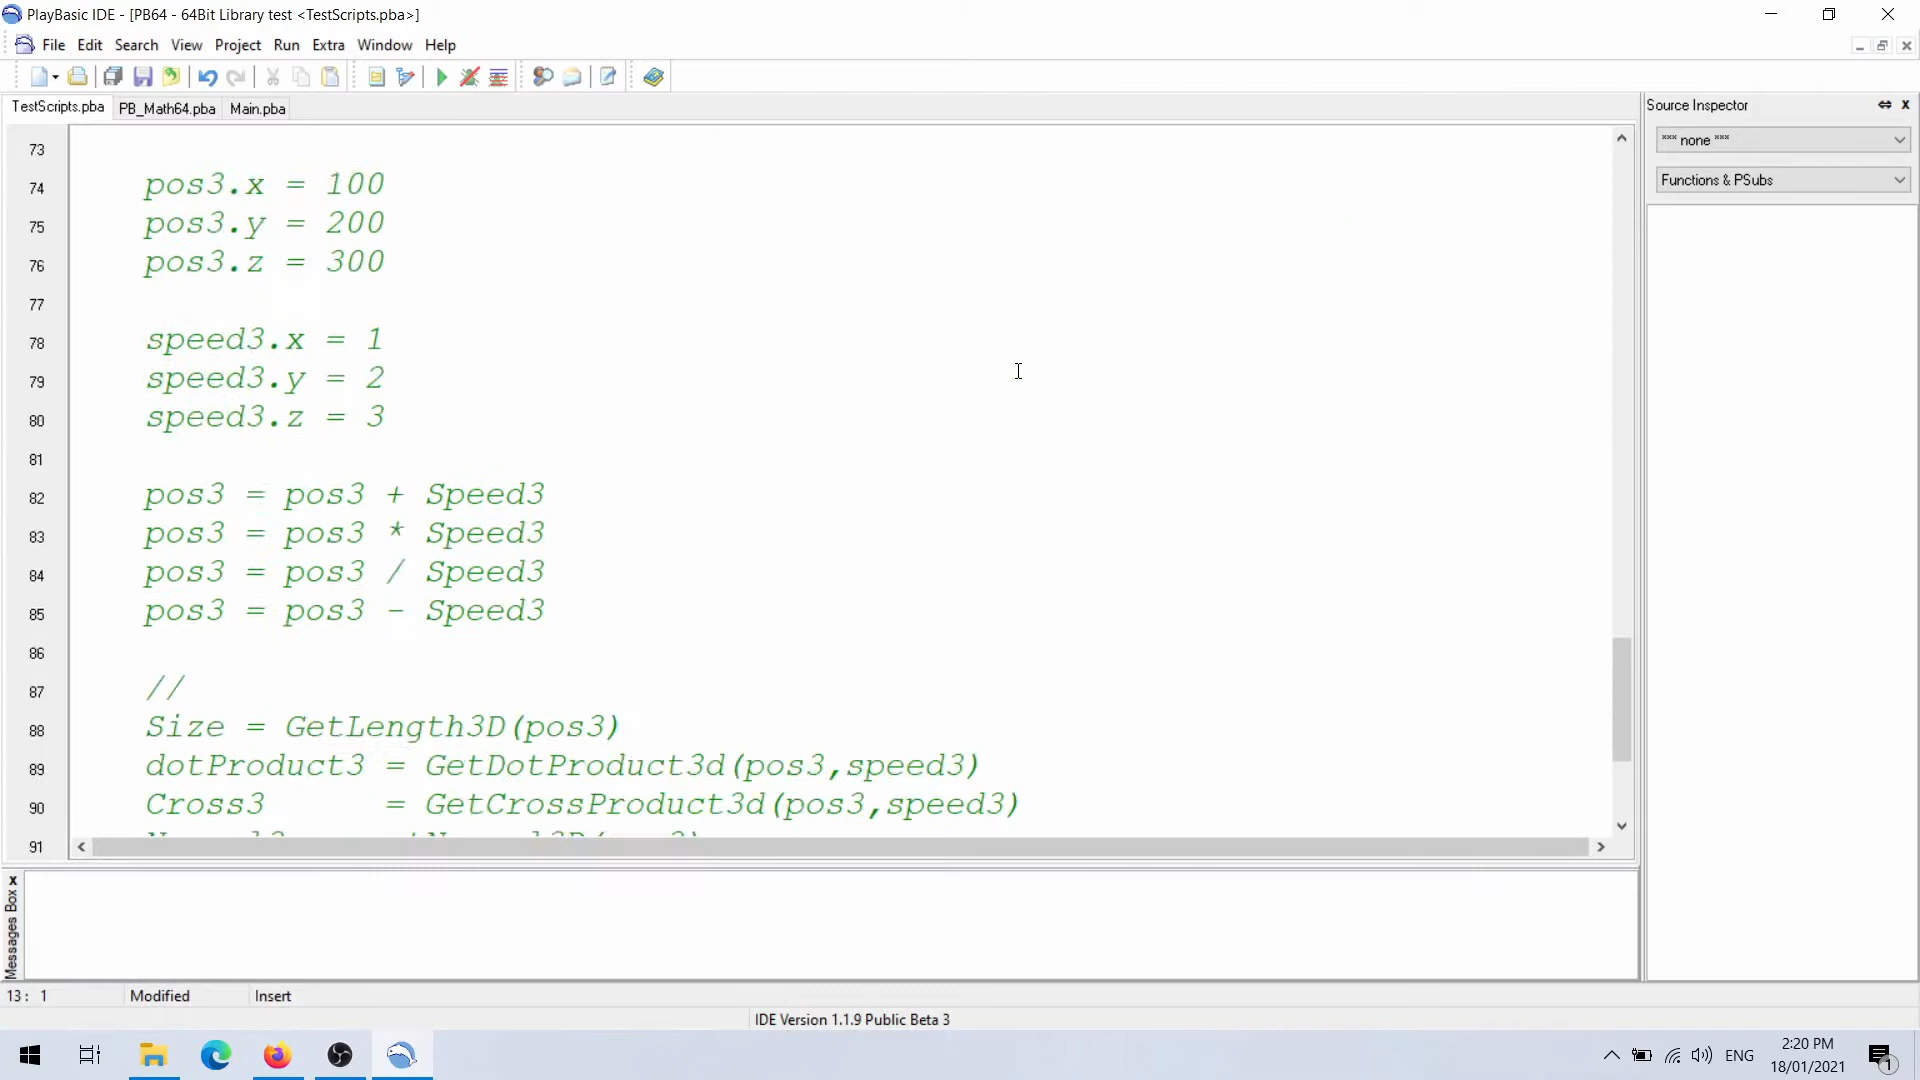 PlayBasic IDE - [PB64 - 64Bit Library test <TestScripts.pba>]
File Edit Search View Project Run Extra Window Help
TestScripts.pba PB_Math64.pba Main.pba
Source Inspector
*** none ***
Functions & PSubs
73
74 pos3.x = 100
75 pos3.y = 200
76 pos3.z = 300
77
78 speed3.x = 1
79 speed3.y = 2
80 speed3.z = 3
81
82 pos3 = pos3 + Speed3
83 pos3 = pos3 * Speed3
84 pos3 = pos3 / Speed3
85 pos3 = pos3 - Speed3
86
87 //
88 Size = GetLength3D(pos3)
89 dotProduct3 = GetDotProduct3d(pos3,speed3)
90 Cross3 = GetCrossProduct3d(pos3,speed3)
91
Messages Box
13: 1 Modified Insert
IDE Version 1.1.9 Public Beta 3
ENG
2:20 PM
18/01/2021
1